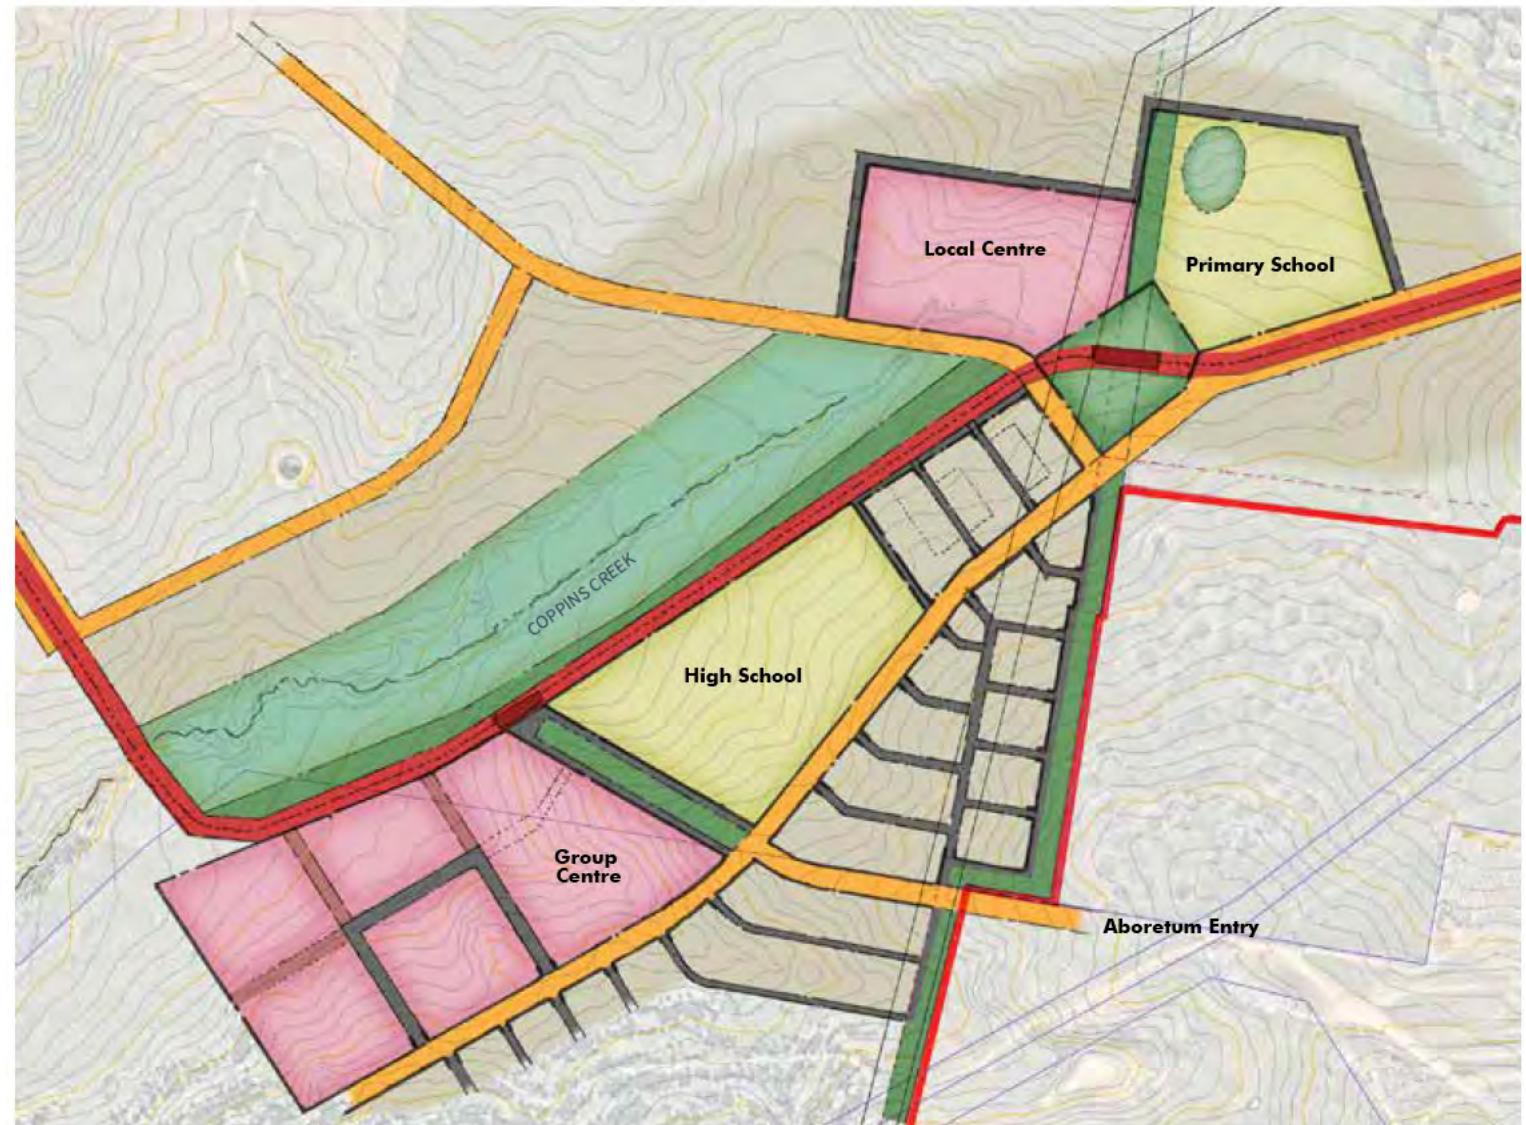 Local Centre
Primary School
COPPINS CREEK
High School
Group
Centre
Aboretum Entry